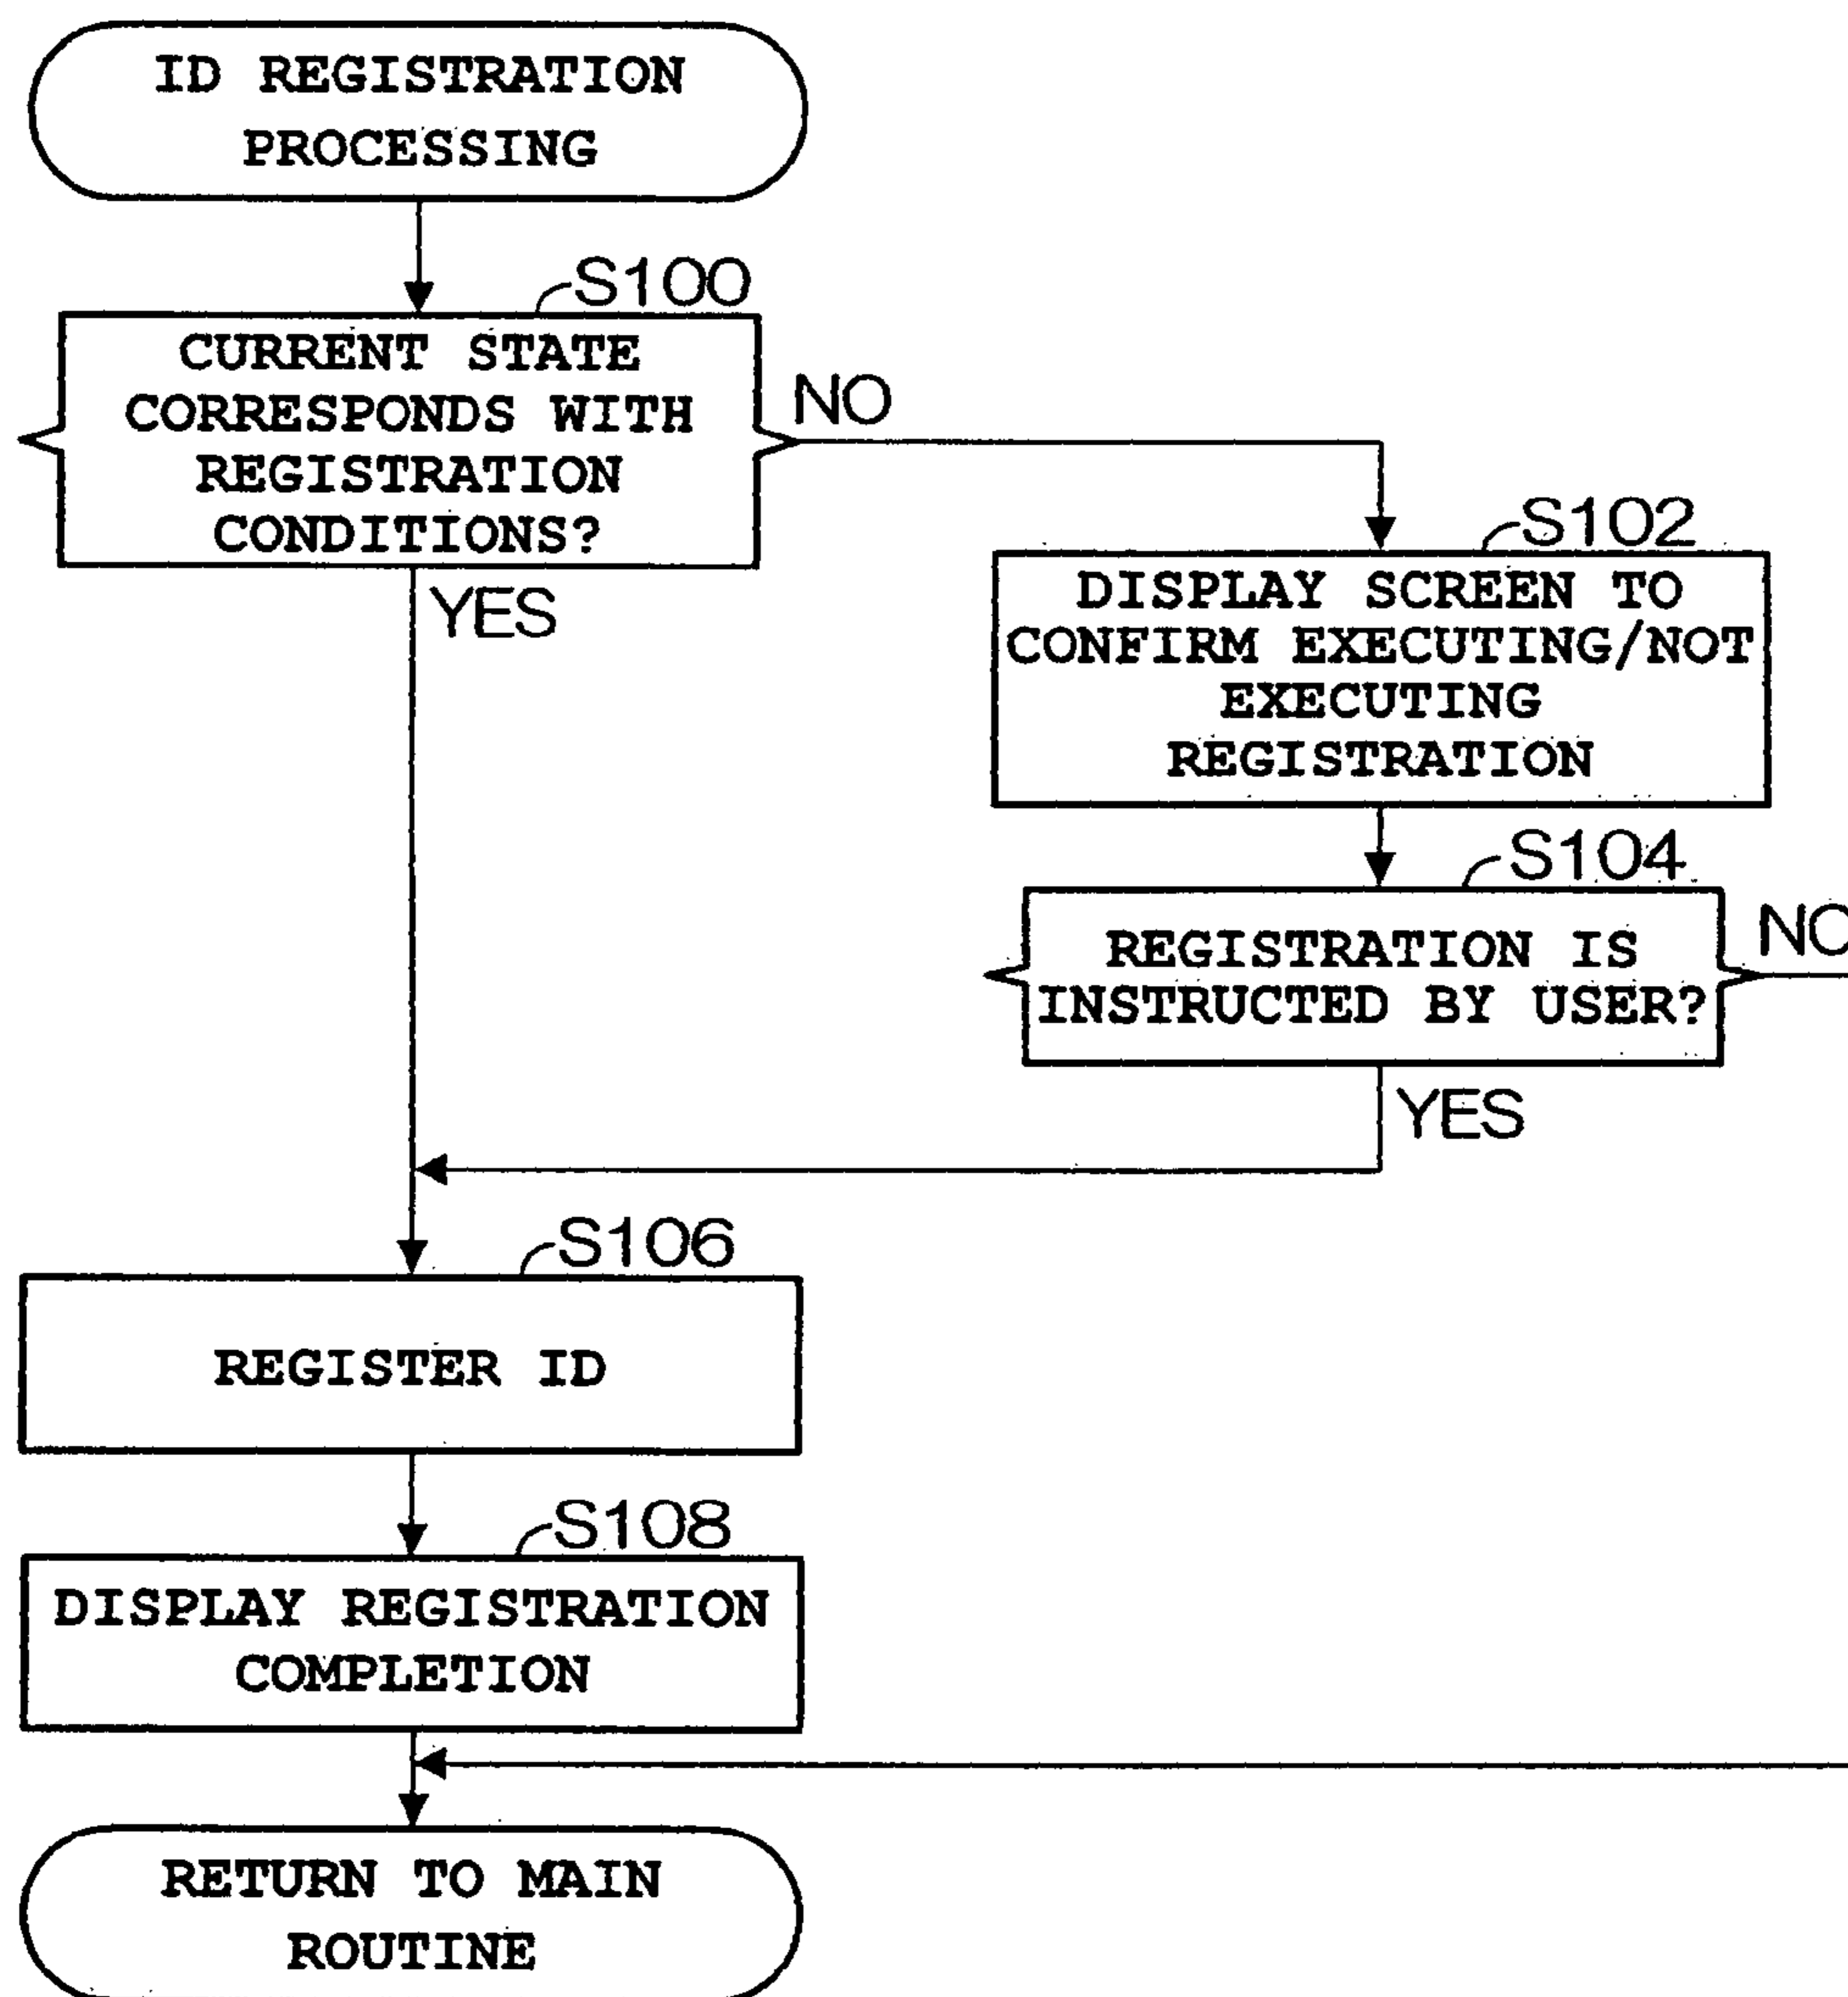 ID REGISTRATION
PROCESSING
S100
CURRENT STATE
CORRESPONDS WITH
REGISTRATION
CONDITIONS?
NO
YES
S102
DISPLAY SCREEN TO
CONFIRM EXECUTING/NOT
EXECUTING
REGISTRATION
S104
REGISTRATION IS
INSTRUCTED BY USER?
NO
YES
S106
REGISTER ID
S108
DISPLAY REGISTRATION
COMPLETION
RETURN TO MAIN
ROUTINE